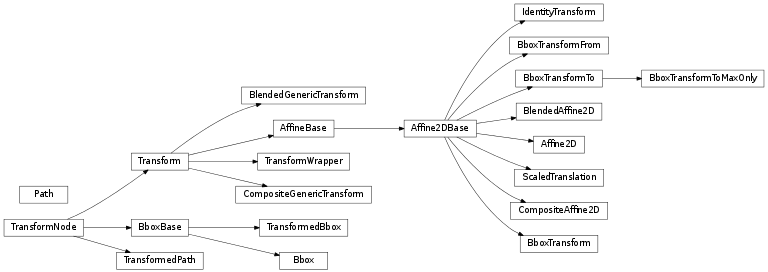 IdentityTransform
BboxTransformFrom
BboxTransformTo
BboxTransformToMaxOnly
BlendedGenericTransform
BlendedAffine2D
AffineBase
Affine2DBase
Affine2D
Transform
TransformWrapper
ScaledTranslation
Path
CompositeGenericTransform
CompositeAffine2D
TransformNode
BboxBase
TransformedBbox
BboxTransform
TransformedPath
Bbox